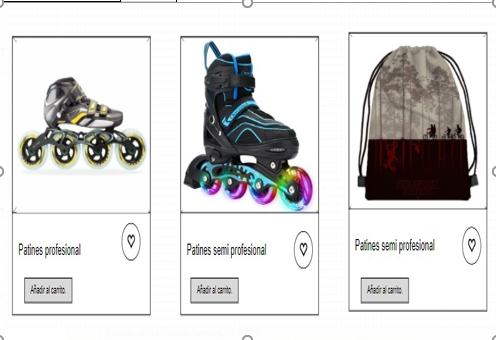 Patines profesional
Añadir al carrito.
Patines semi profesional
Añadir al carrito.
Patines semi profesional
Añadir al carrito.